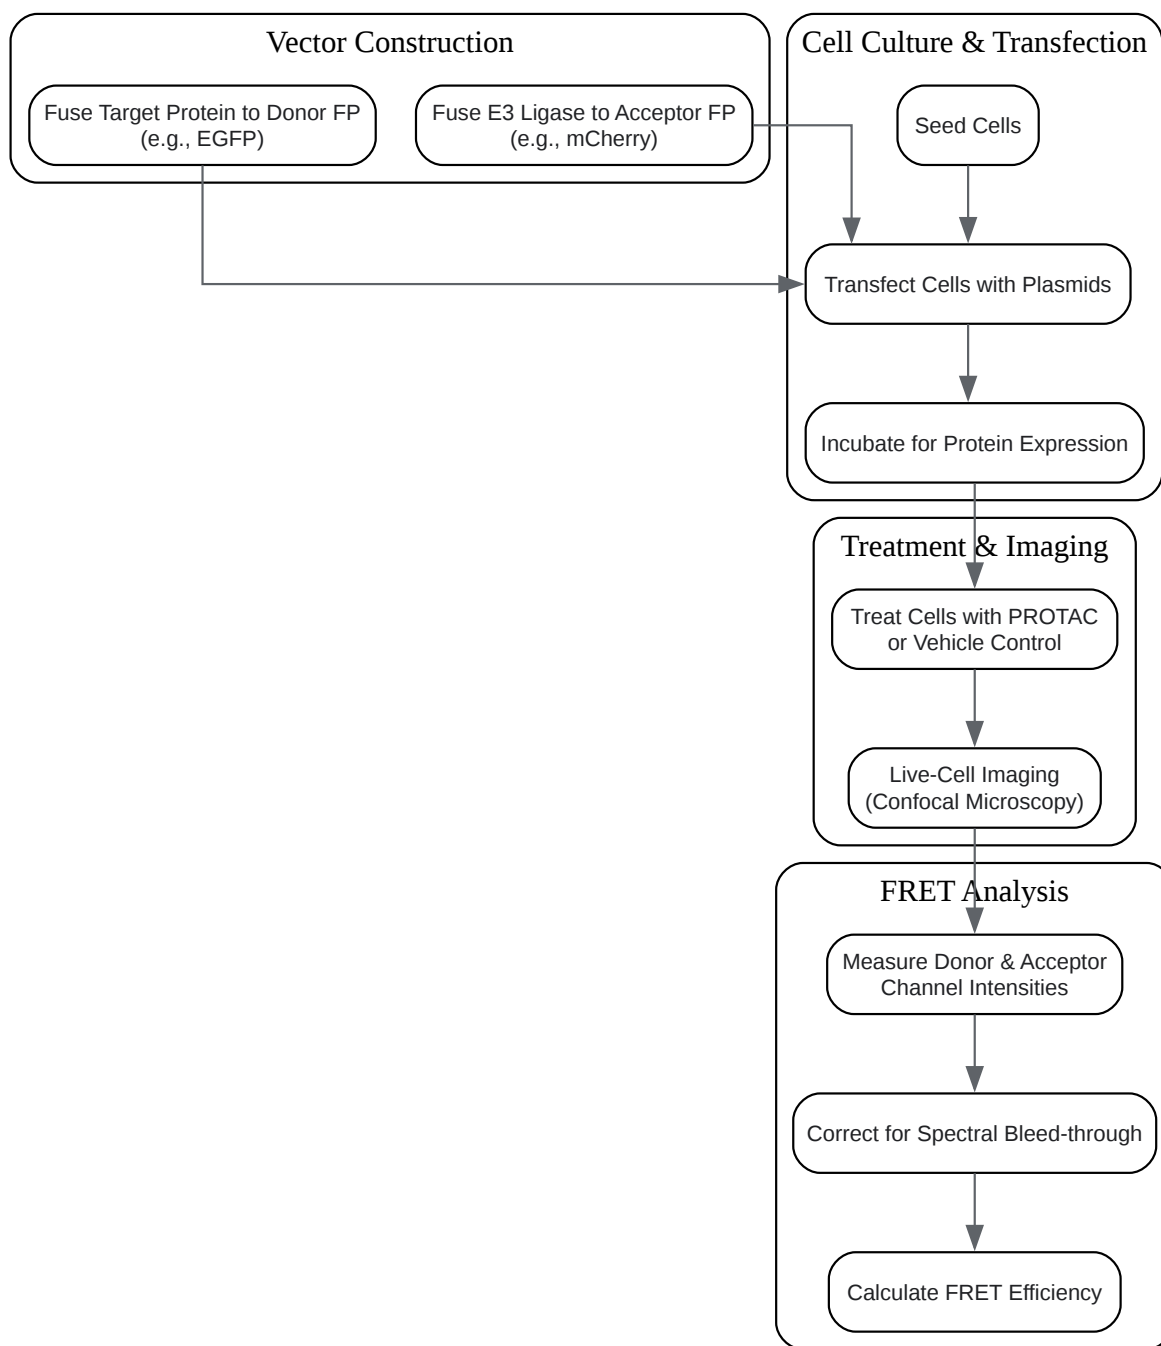 Vector Construction
Fuse Target Protein to Donor FP
(e.g., EGFP)
Fuse E3 Ligase to Acceptor FP
(e.g., mCherry)
Cell Culture & Transfection
Seed Cells
Transfect Cells with Plasmids
Incubate for Protein Expression
Treatment & Imaging
Treat Cells with PROTAC
or Vehicle Control
Live-Cell Imaging
(Confocal Microscopy)
FRET Analysis
Measure Donor & Acceptor
Channel Intensities
Correct for Spectral Bleed-through
Calculate FRET Efficiency